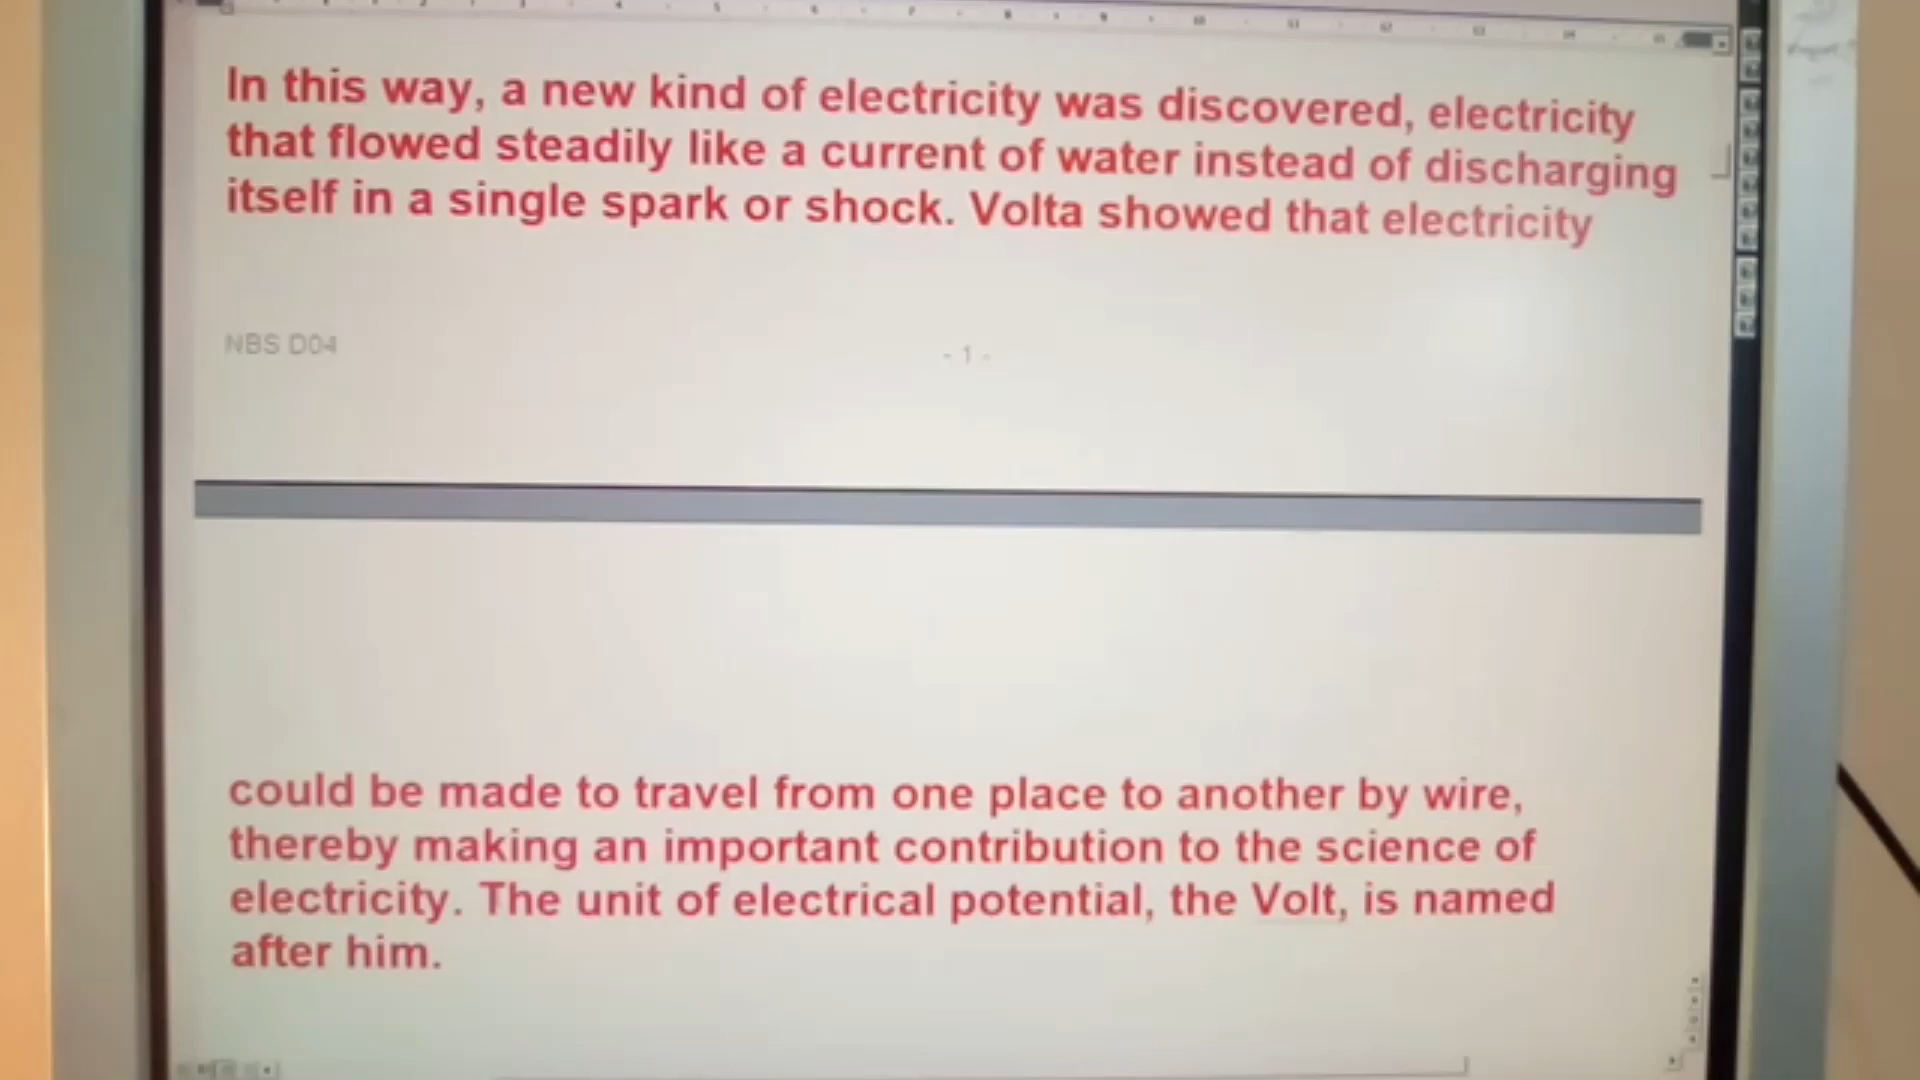 In this way, a new kind of electricity was discovered, electricity
that flowed steadily like a current of water instead of discharging
itself in a single spark or shock. Volta showed that electricity
NBS D04
- 1 -
could be made to travel from one place to another by wire,
thereby making an important contribution to the science of
electricity. The unit of electrical potential, the Volt, is named
after him.